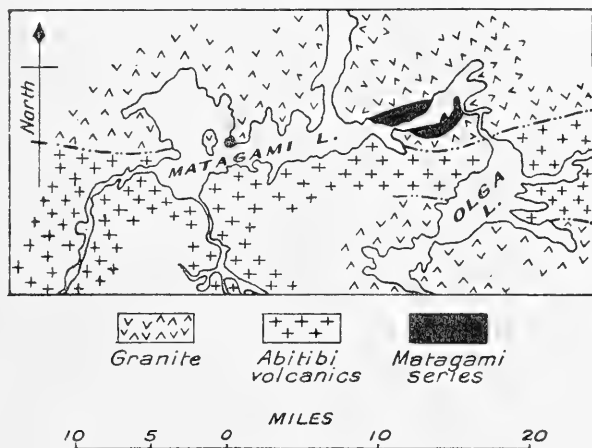 North
MATAGAMI L.
OLGA
L.
Granite
Abitibi
volcanics
Matagami
series
MILES
10 5 0 10 20